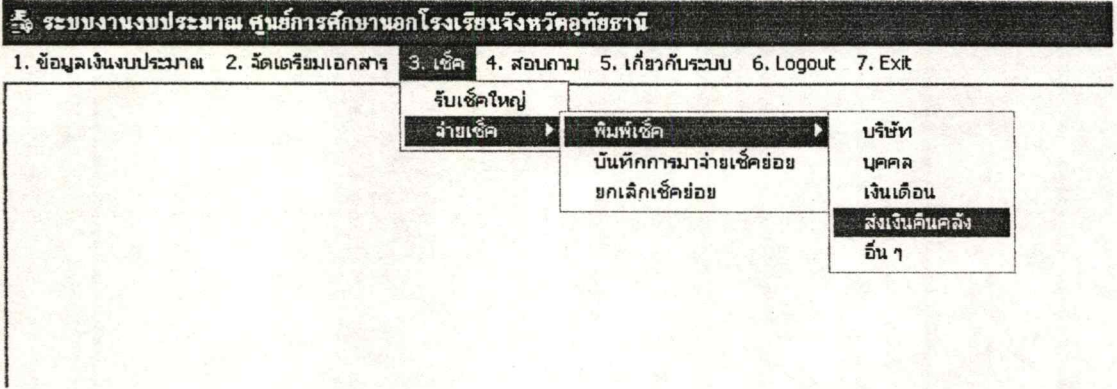 ระบบงานงบประมาณ ศูนย์การศึกษานอกโรงเรียนจังหวัดอุทัยธานี
1. ข้อมูลเงินงบประมาณ 2. จัดเตรียมเอกสาร 3. เช็ค 4. สอบถาม 5. เกี่ยวกับระบบ 6. Logout 7. Exit
รับเช็คใหญ่
จ่ายเช็ค พิมพ์เช็ค บริษัท
บันทึกการมาจ่ายเช็คย่อย บุคคล
ยกเลิกเช็คย่อย เงินเดือน
ส่งเงินคืนคลัง
อื่น ๆ